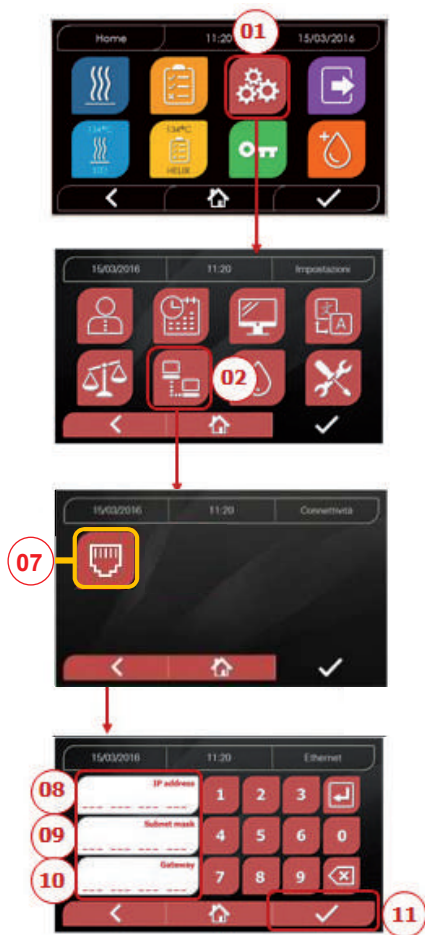 Home 11:20 15/03/2016
01
134°C 134°C
HELIX
15/03/2016 11:20 Impostazioni
A
02
15/03/2016 11:20 Connettività
07
15/03/2016 11:20 Ethernet
08 IP address 1 2 3
09 Subnet mask 4 5 6 0
10 Gateway 7 8 9
11